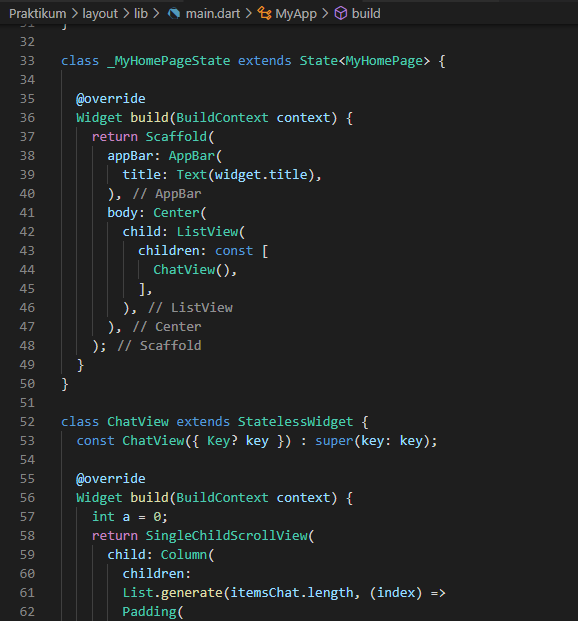 Praktikum > layout > lib > main.dart > MyApp > build
31 }
32
33 class _MyHomePageState extends State<MyHomePage> {
34
35   @override
36   Widget build(BuildContext context) {
37     return Scaffold(
38       appBar: AppBar(
39         title: Text(widget.title),
40       ), // AppBar
41       body: Center(
42         child: ListView(
43           children: const [
44             ChatView(),
45           ],
46         ), // ListView
47       ), // Center
48     ); // Scaffold
49   }
50 }
51
52 class ChatView extends StatelessWidget {
53   const ChatView({ Key? key }) : super(key: key);
54
55   @override
56   Widget build(BuildContext context) {
57     int a = 0;
58     return SingleChildScrollView(
59       child: Column(
60         children:
61         List.generate(itemsChat.length, (index) =>
62         Padding(